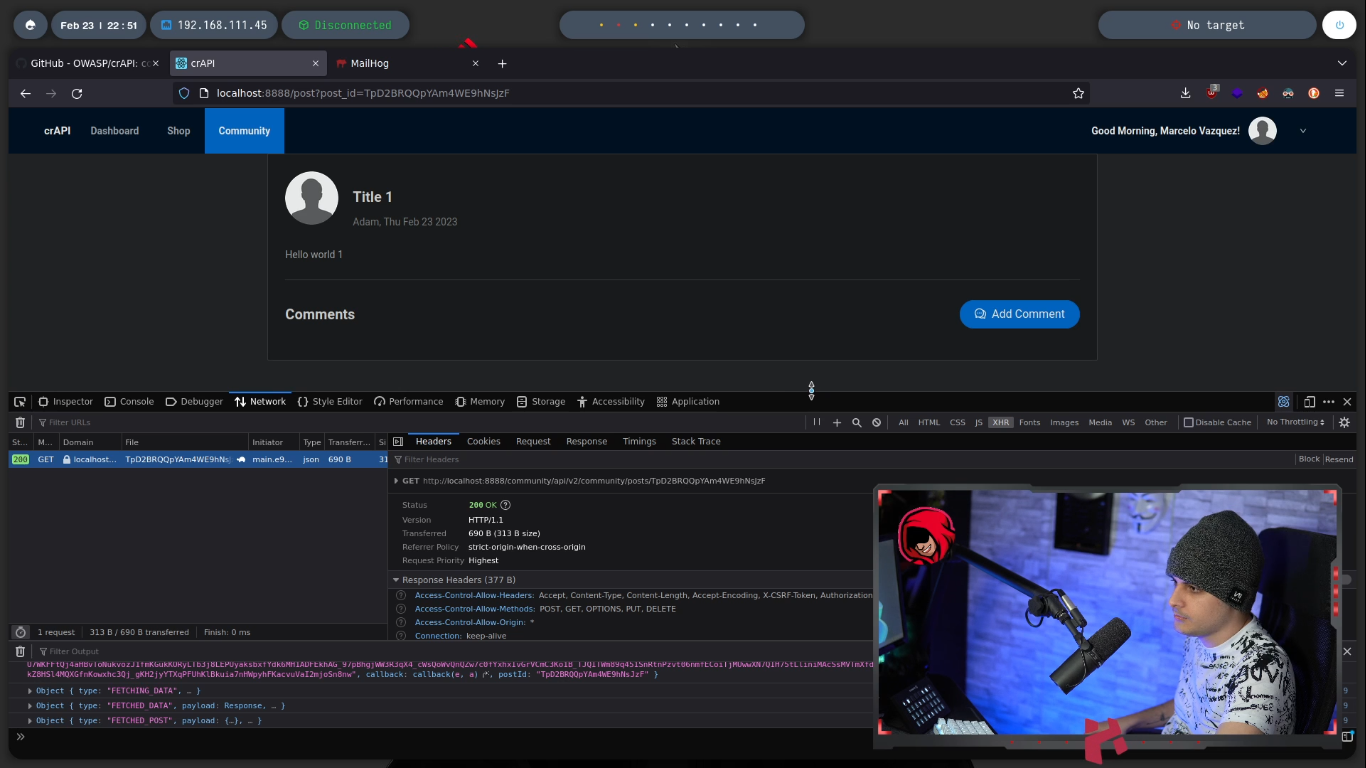 Feb 23 | 22:51
192.168.111.45
Disconnected
No target
GitHub - OWASP/crAPI: cc
crAPI
MailHog
localhost:8888/post?post_id=TpD2BRQQpYAm4WE9hNsJzF
3
crAPI
Dashboard
Shop
Community
Good Morning, Marcelo Vazquez!
Title 1
Adam, Thu Feb 23 2023
Hello world 1
Comments
Add Comment
Inspector
Console
Debugger
Network
Style Editor
Performance
Memory
Storage
Accessibility
Application
Filter URLs
All HTML CSS JS XHR Fonts Images Media WS Other
Disable Cache
No Throttling
St... M... Domain File Initiator Type Transferr... Si
Headers Cookies Request Response Timings Stack Trace
200 GET localhost... TpD2BRQQpYAm4WE9hNsJ main.e9... json 690 B 31
Filter Headers
Block Resend
GET http://localhost:8888/community/api/v2/community/posts/TpD2BRQQpYAm4WE9hNsJzF
Status 200 OK
Version HTTP/1.1
Transferred 690 B (313 B size)
Referrer Policy strict-origin-when-cross-origin
Request Priority Highest
Response Headers (377 B)
Access-Control-Allow-Headers: Accept, Content-Type, Content-Length, Accept-Encoding, X-CSRF-Token, Authorization
Access-Control-Allow-Methods: POST, GET, OPTIONS, PUT, DELETE
Access-Control-Allow-Origin: *
Connection: keep-alive
1 request 313 B / 690 B transferred Finish: 0 ms
Filter Output
callback: callback(e, a), postId: "TpD2BRQQpYAm4WE9hNsJzF" }
Object { type: "FETCHING_DATA", … }
Object { type: "FETCHED_DATA", payload: Response, … }
9
Object { type: "FETCHED_POST", payload: {…}, … }
9